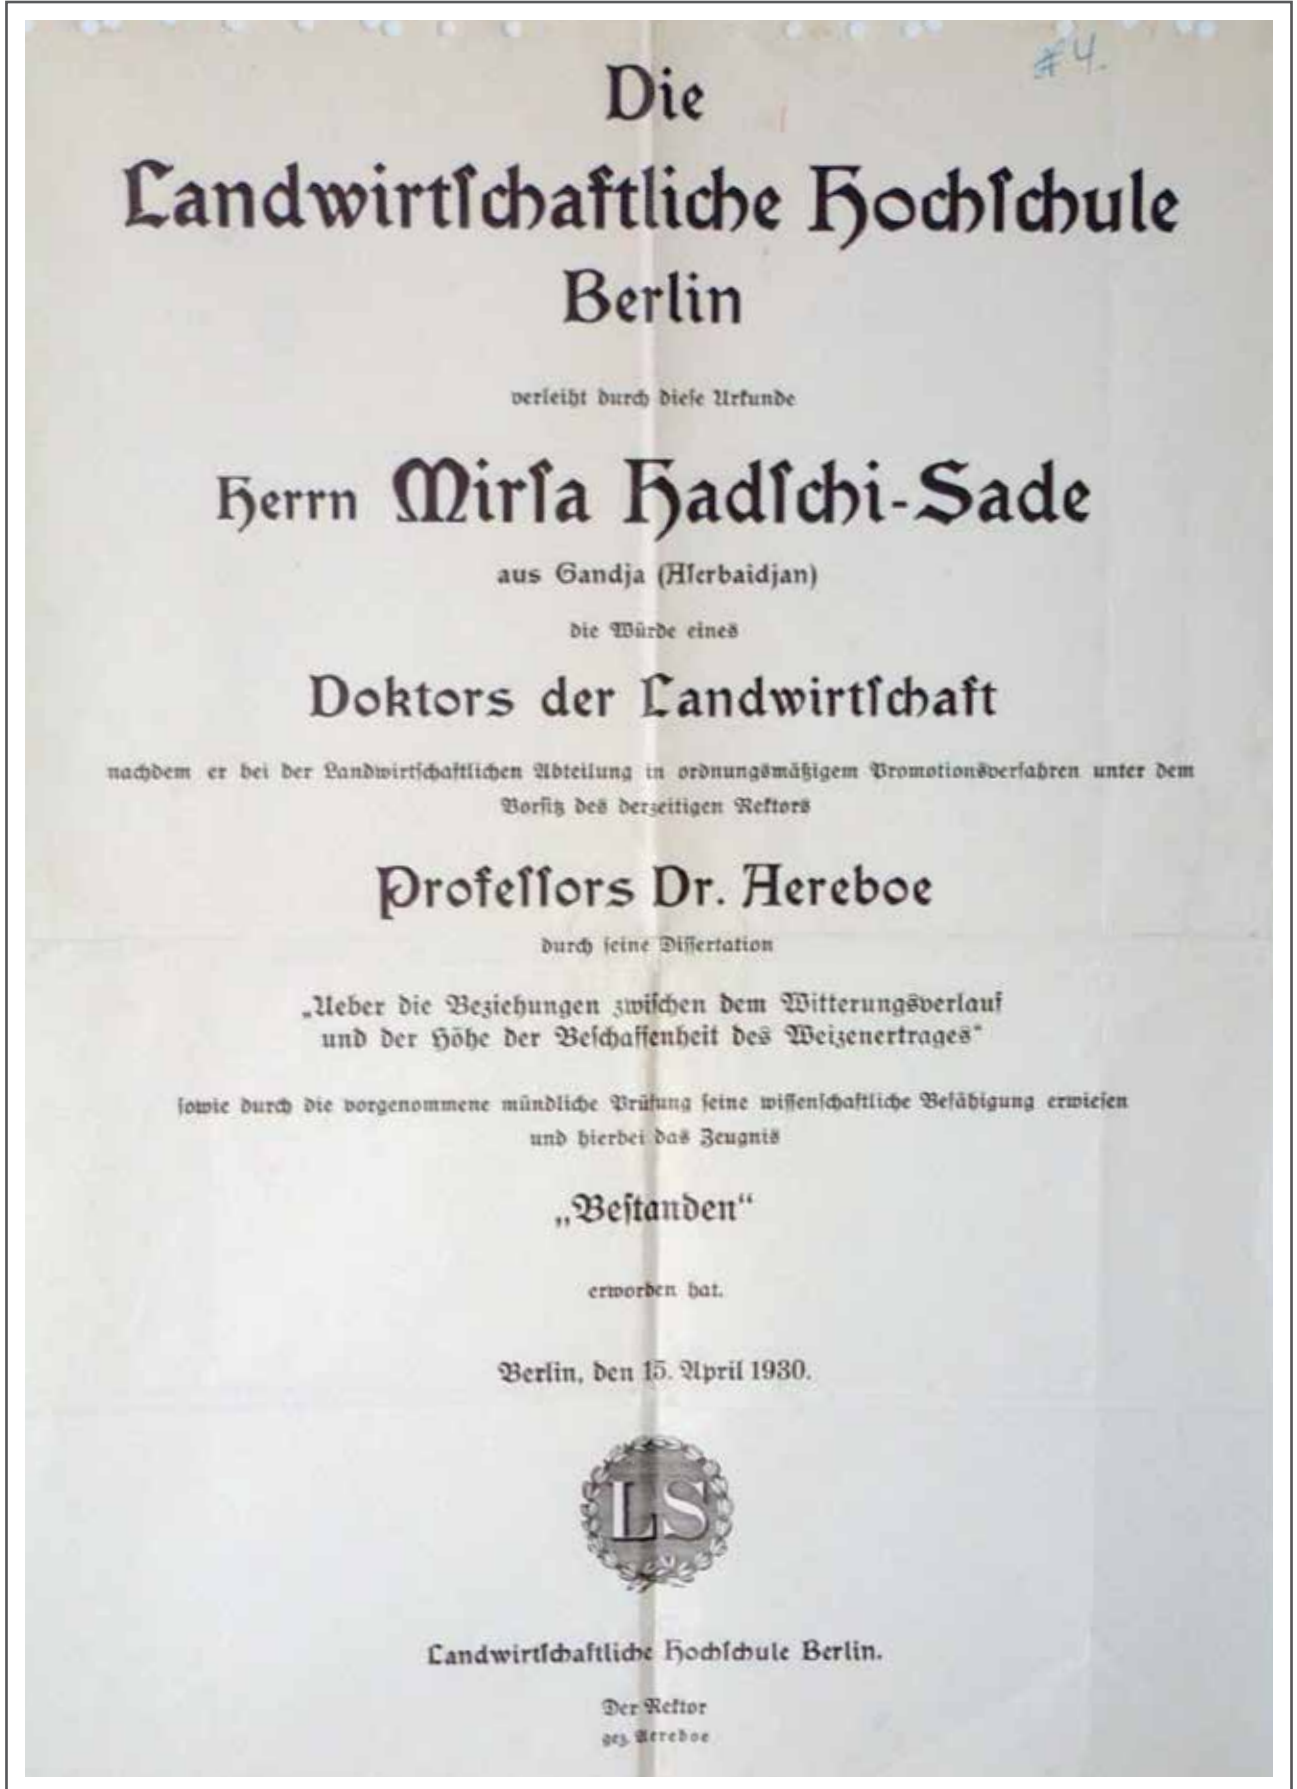 #4.
Die
Landwirtſchaftliche Hochſchule
Berlin
verleiht durch dieſe Urkunde
Herrn Mirſa Hadſchi-Sade
aus Gandja (Aſerbaidjan)
die Würde eines
Doktors der Landwirtſchaft
nachdem er bei der Landwirtſchaftlichen Abteilung in ordnungsmäßigem Promotionsverfahren unter dem
Vorſitz des derzeitigen Rektors
Profeſſors Dr. Aereboe
durch ſeine Diſſertation
„Ueber die Beziehungen zwiſchen dem Witterungsverlauf
und der Höhe der Beſchaffenheit des Weizenertrages“
ſowie durch die vorgenommene mündliche Prüfung ſeine wiſſenſchaftliche Befähigung erwieſen
und hierbei das Zeugnis
„Beſtanden“
erworben hat.
Berlin, den 15. April 1930.
LS
Landwirtſchaftliche Hochſchule Berlin.
Der Rektor
gez. Aereboe